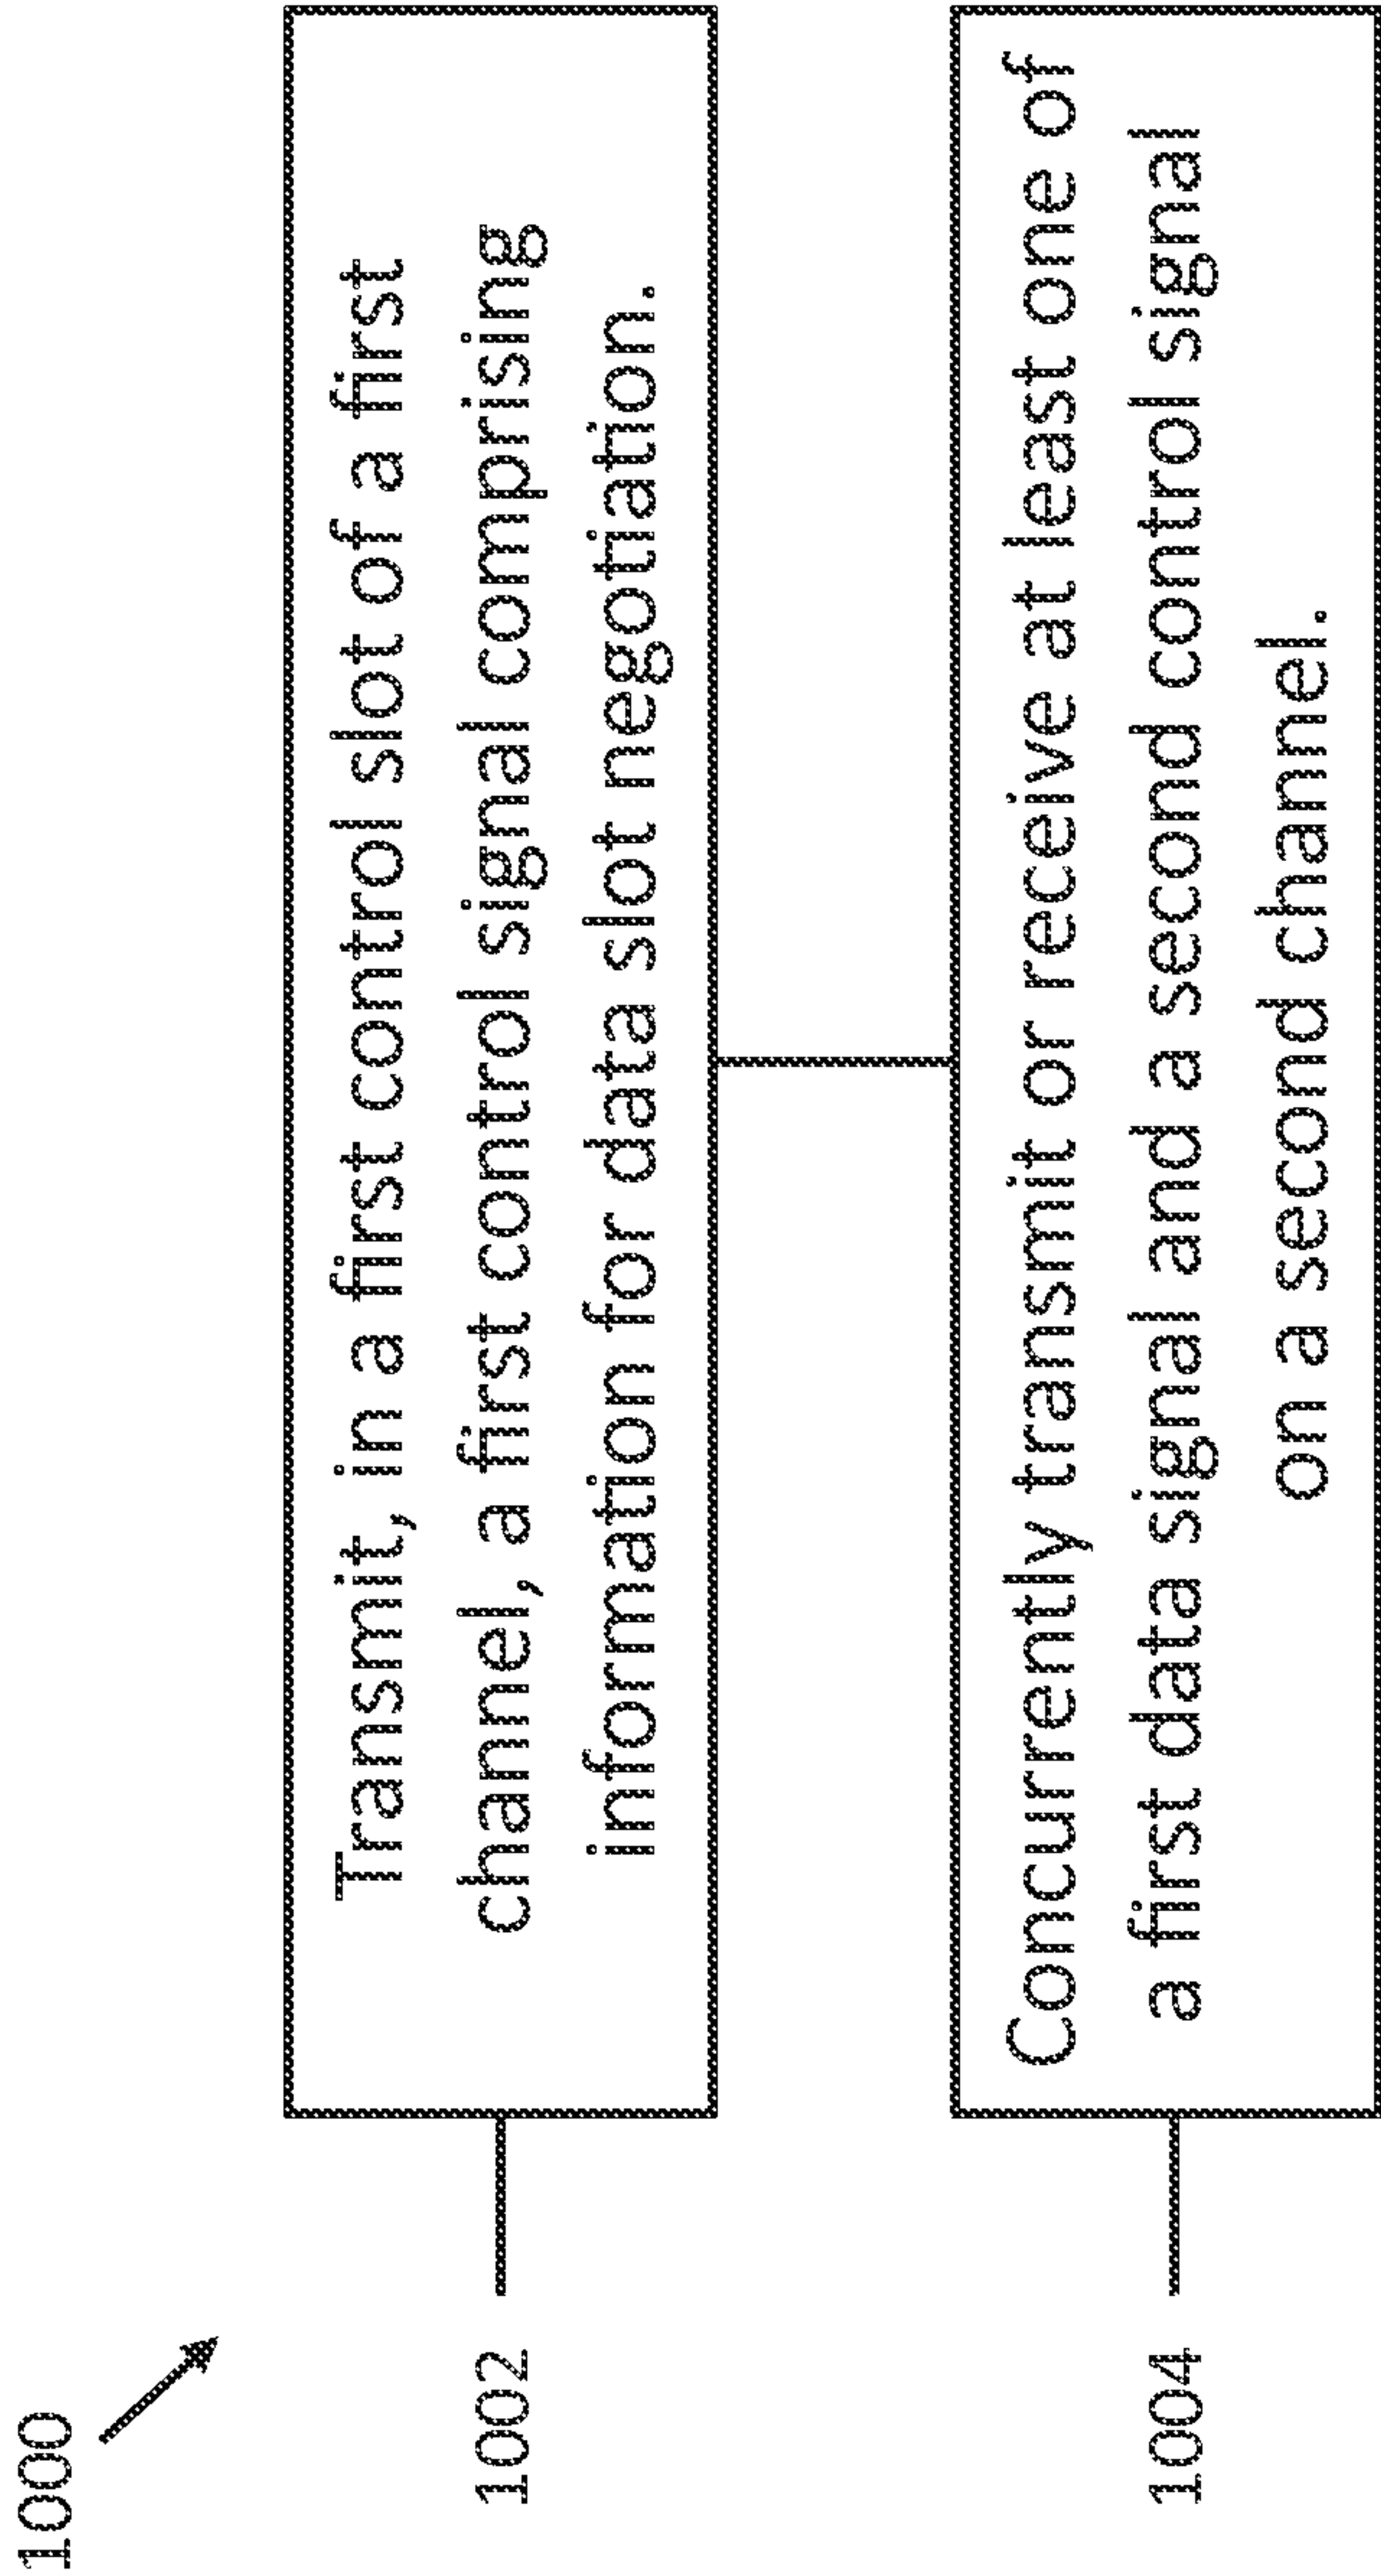 1000
1002
Transmit, in a first control slot of a first
channel, a first control signal comprising
information for data slot negotiation.
1004
Concurrently transmit or receive at least one of
a first data signal and a second control signal
on a second channel.